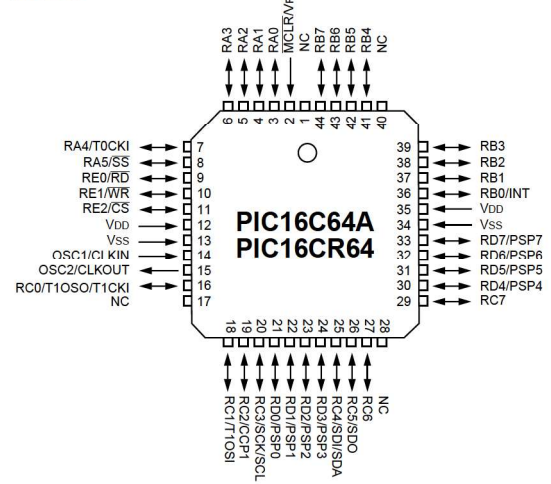 RA3
RA2
RA1
RA0
MCLR/VP
NC
RB7
RB6
RB5
RB4
NC
6
5
4
3
2
1
44
43
42
41
40
RA4/T0CKI 7
RA5/SS 8
RE0/RD 9
RE1/WR 10
RE2/CS 11
VDD 12
VSS 13
OSC1/CLKIN 14
OSC2/CLKOUT 15
RC0/T1OSO/T1CKI 16
NC 17
PIC16C64A
PIC16CR64
39 RB3
38 RB2
37 RB1
36 RB0/INT
35 VDD
34 VSS
33 RD7/PSP7
32 RD6/PSP6
31 RD5/PSP5
30 RD4/PSP4
29 RC7
18
19
20
21
22
23
24
25
26
27
28
RC1/T1OSI
RC2/CCP1
RC3/SCK/SCL
RD0/PSP0
RD1/PSP1
RD2/PSP2
RD3/PSP3
RC4/SDI/SDA
RC5/SDO
RC6
NC